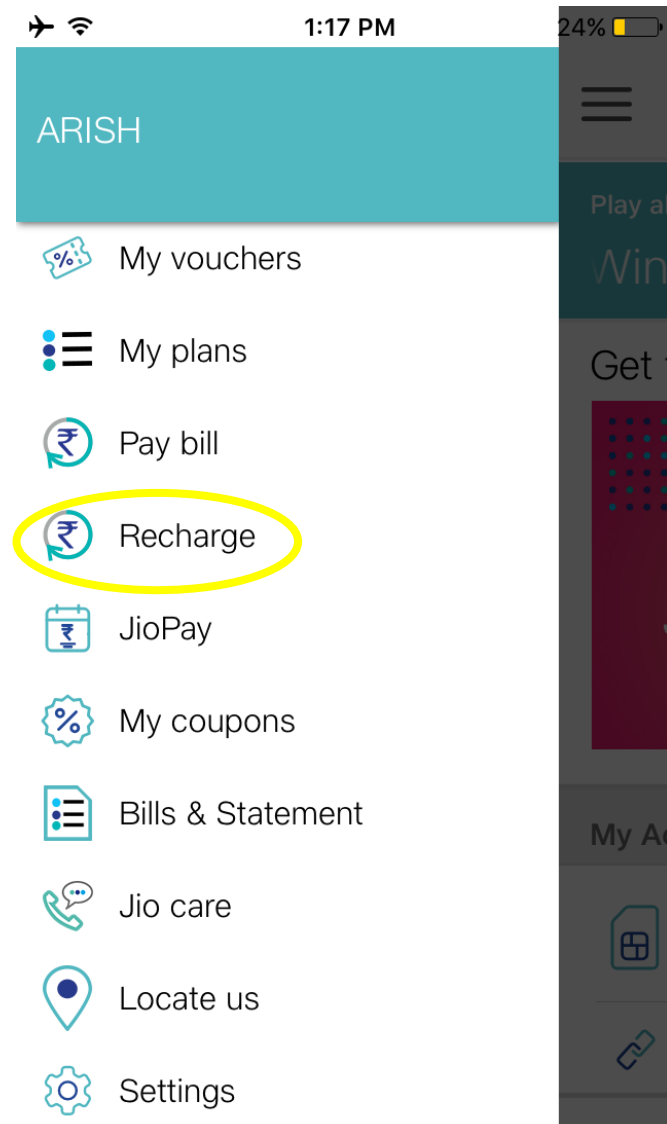 1:17 PM
24%
ARISH
Play
Win
Get
My vouchers
My plans
Pay bill
Recharge
JioPay
My coupons
Bills & Statement
My
Jio care
Locate us
Settings